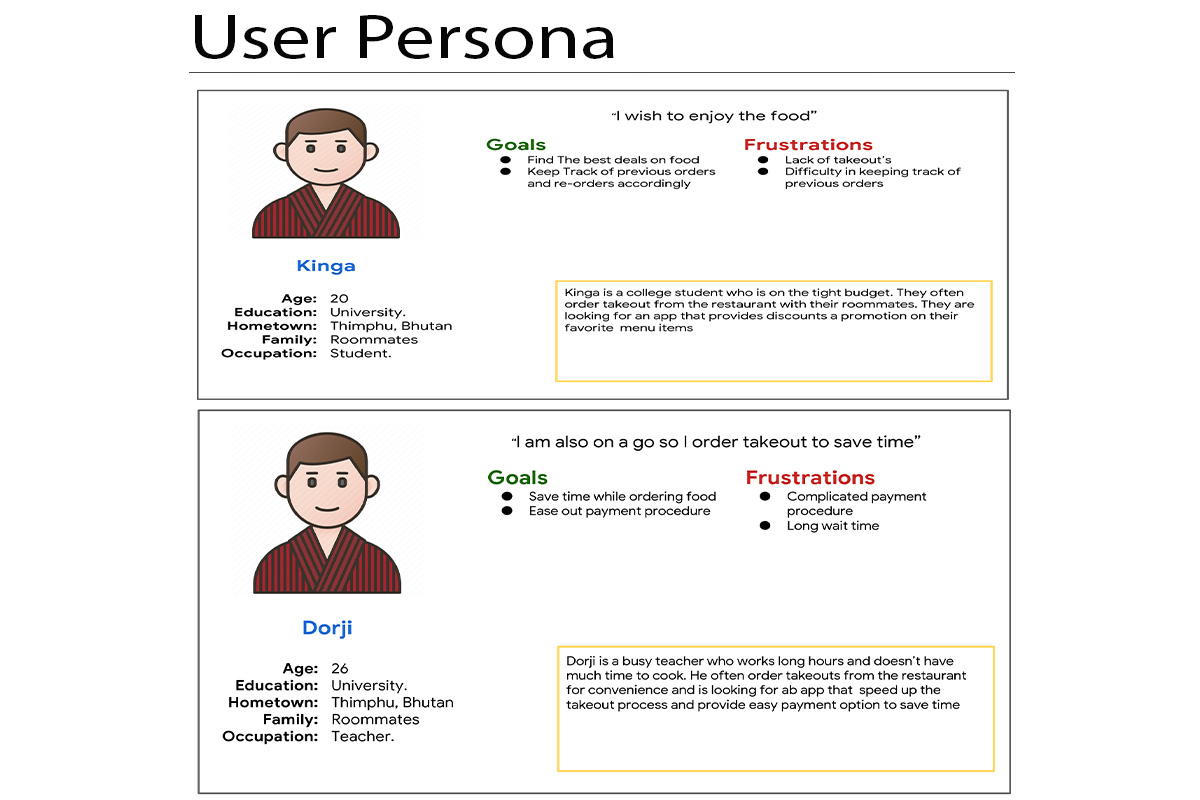 User Persona
“I wish to enjoy the food”
Goals
● Find The best deals on food
● Keep Track of previous orders
and re-orders accordingly
Frustrations
● Lack of takeout's
● Difficulty in keeping track of
previous orders
Kinga
Age: 20
Education: University.
Hometown: Thimphu, Bhutan
Family: Roommates
Occupation: Student.
Kinga is a college student who is on the tight budget. They often
order takeout from the restaurant with their roommates. They are
looking for an app that provides discounts a promotion on their
favorite menu items
“I am also on a go so I order takeout to save time”
Goals
● Save time while ordering food
● Ease out payment procedure
Frustrations
● Complicated payment
procedure
● Long wait time
Dorji
Age: 26
Education: University.
Hometown: Thimphu, Bhutan
Family: Roommates
Occupation: Teacher.
Dorji is a busy teacher who works long hours and doesn't have
much time to cook. He often order takeouts from the restaurant
for convenience and is looking for ab app that speed up the
takeout process and provide easy payment option to save time